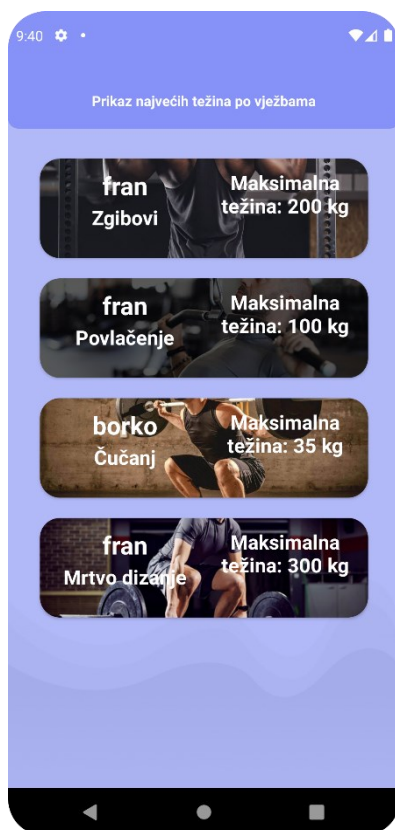 9:40
Prikaz najvećih težina po vježbama
fran
Zgibovi
Maksimalna
težina: 200 kg
fran
Povlačenje
Maksimalna
težina: 100 kg
borko
Čučanj
Maksimalna
težina: 35 kg
fran
Mrtvo dizanje
Maksimalna
težina: 300 kg